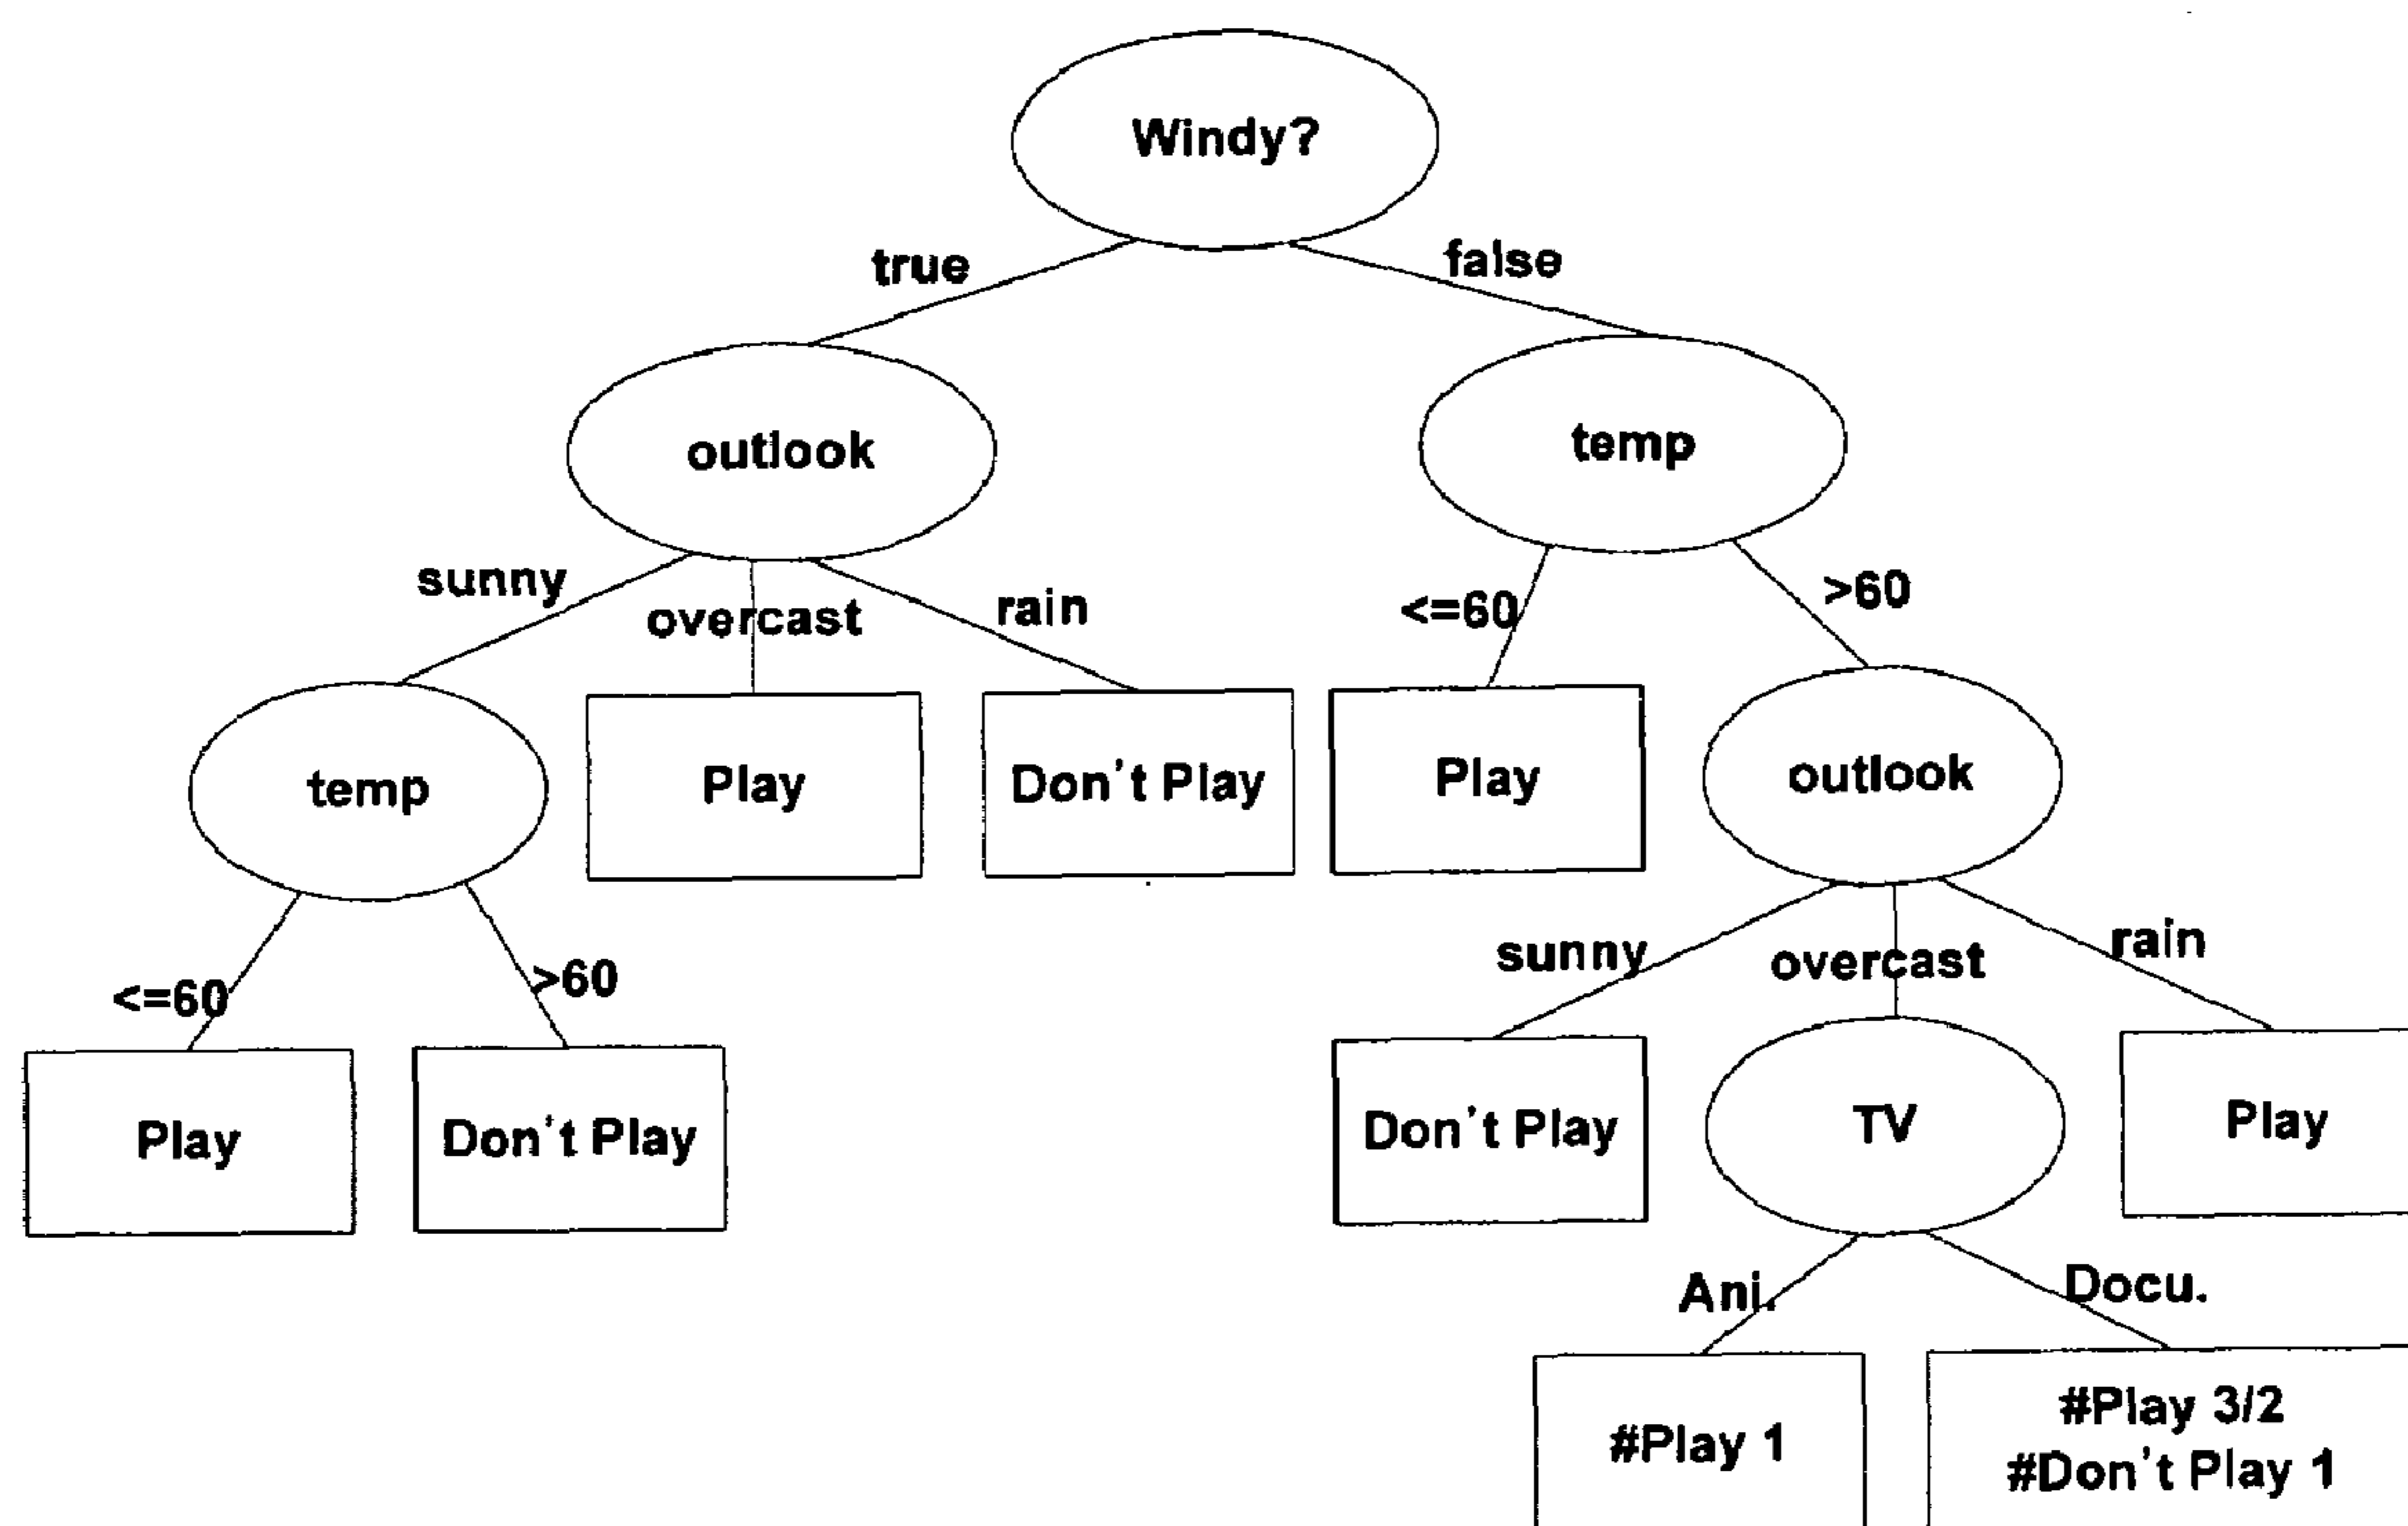 Windy?
true
false
outlook
temp
sunny
overcast
rain
<=60
>60
temp
Play
Don't Play
Play
outlook
<=60
>60
sunny
overcast
rain
Play
Don't Play
Don't Play
TV
Play
Ani.
Docu.
#Play 1
#Play 3/2
#Don't Play 1